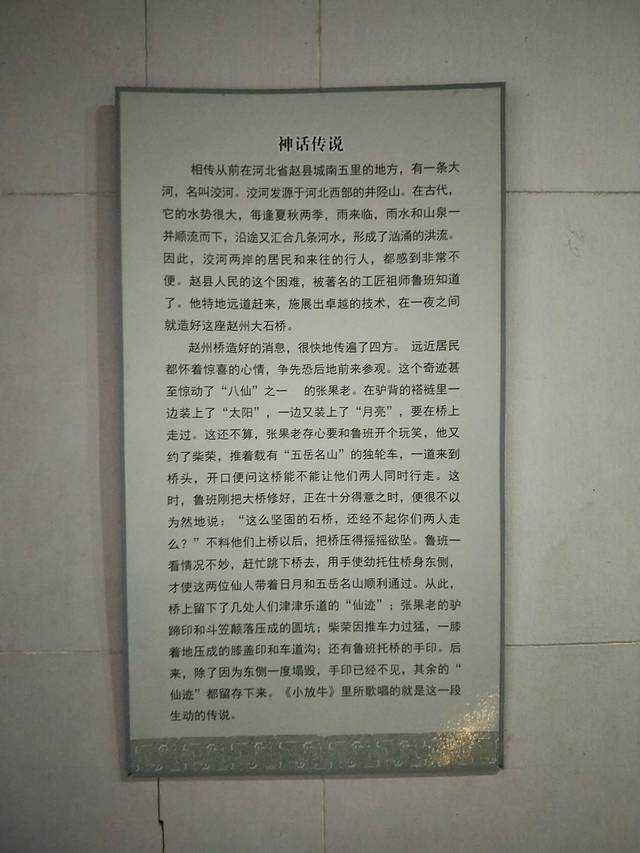 神话传说
相传从前在河北省赵县城南五里的地方，有一条大
河，名叫洨河。洨河发源于河北西部的井陉山。在古代，
它的水势很大，每逢夏秋两季，雨来临，雨水和山泉一
并顺流而下，沿途又汇合几条河水，形成了汹涌的洪流。
因此，洨河两岸的居民和来往的行人，都感到非常不
便。赵县人民的这个困难，被著名的工匠祖师鲁班知道
了。他特地远道赶来，施展出卓越的技术，在一夜之间
就造好这座赵州大石桥。
赵州桥造好的消息，很快地传遍了四方。 远近居民
都怀着惊喜的心情，争先恐后地前来参观。这个奇迹甚
至惊动了“八仙”之一 的张果老。在驴背的褡裢里一
边装上了“太阳”，一边又装上了“月亮”，要在桥上
走过。这还不算，张果老存心要和鲁班开个玩笑，他又
约了柴荣，推着载有“五岳名山”的独轮车，一道来到
桥头，开口便问这桥能不能让他们两人同时行走。这
时，鲁班刚把大桥修好，正在十分得意之时，便很不以
为然地说：“这么坚固的石桥，还经不起你们两人走
么？”不料他们上桥以后，把桥压得摇摇欲坠。鲁班一
看情况不妙，赶忙跳下桥去，用手使劲托住桥身东侧，
才使这两位仙人带着日月和五岳名山顺利通过。从此，
桥上留下了几处人们津津乐道的“仙迹”；张果老的驴
蹄印和斗笠颠落压成的圆坑；柴荣因推车力过猛，一膝
着地压成的膝盖印和车道沟；还有鲁班托桥的手印。后
来，除了因为东侧一度塌毁，手印已经不见，其余的“
仙迹”都留存下来。《小放牛》里所歌唱的就是这一段
生动的传说。